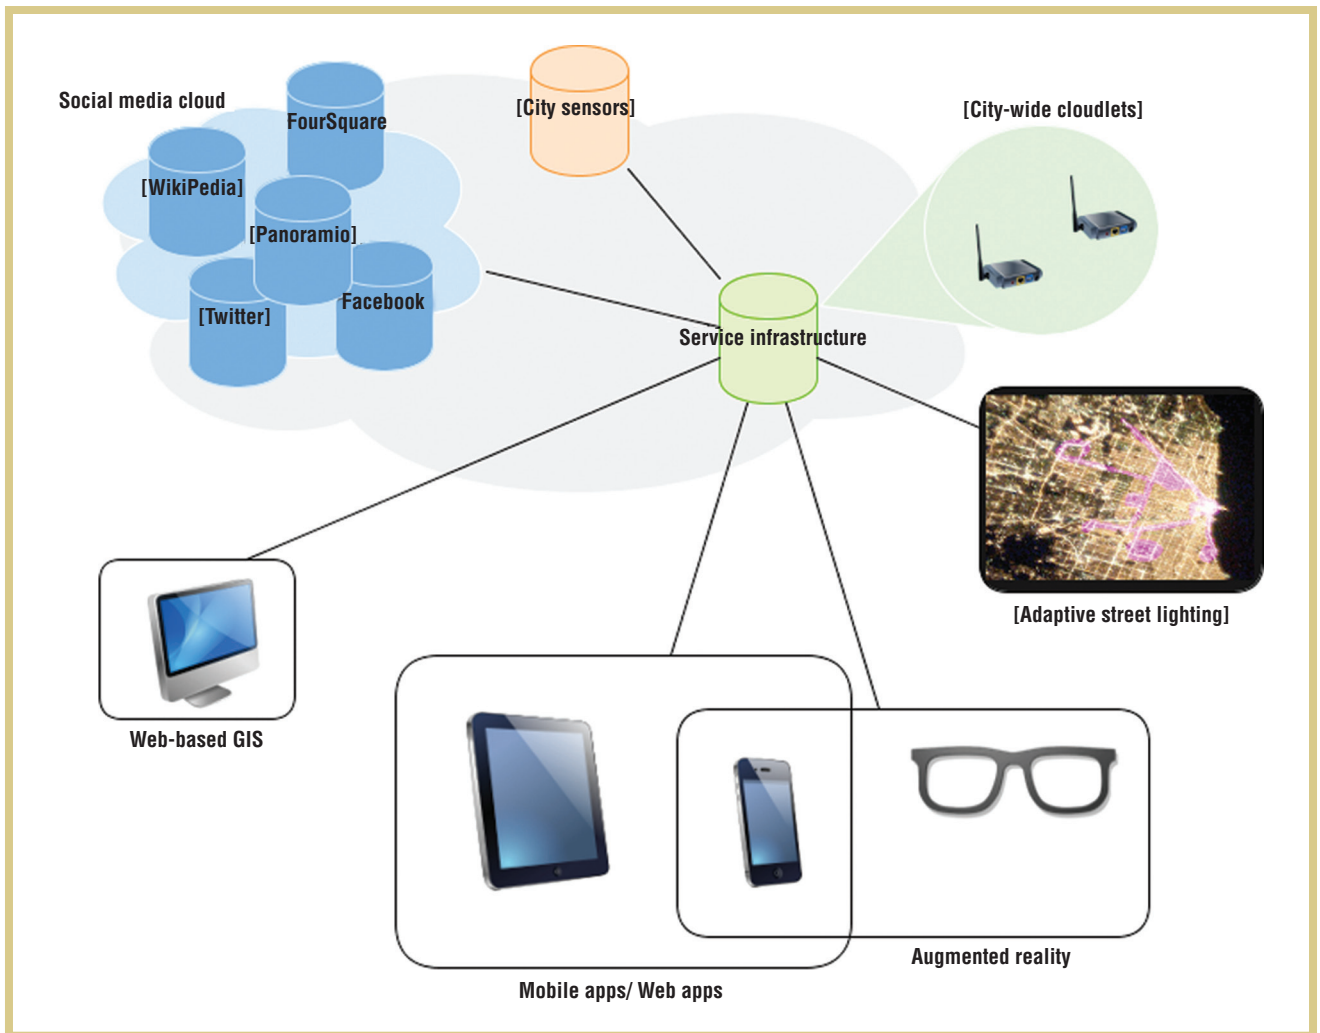 Social media cloud
FourSquare
[City sensors]
[City-wide cloudlets]
[WikiPedia]
[Panoramio]
[Twitter]
Facebook
Service infrastructure
[Adaptive street lighting]
Web-based GIS
Augmented reality
Mobile apps/ Web apps